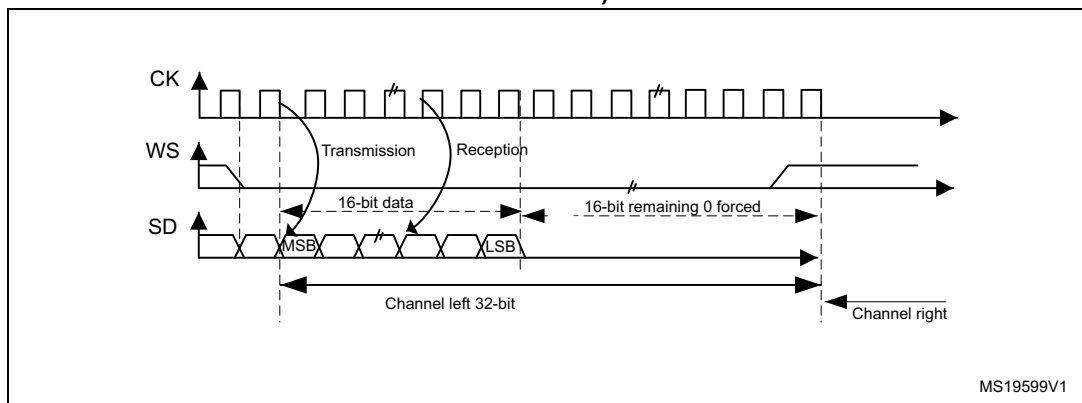 )
CK
WS
Transmission Reception
16-bit data 16-bit remaining 0 forced
SD
MSB LSB
Channel left 32-bit
Channel right
MS19599V1